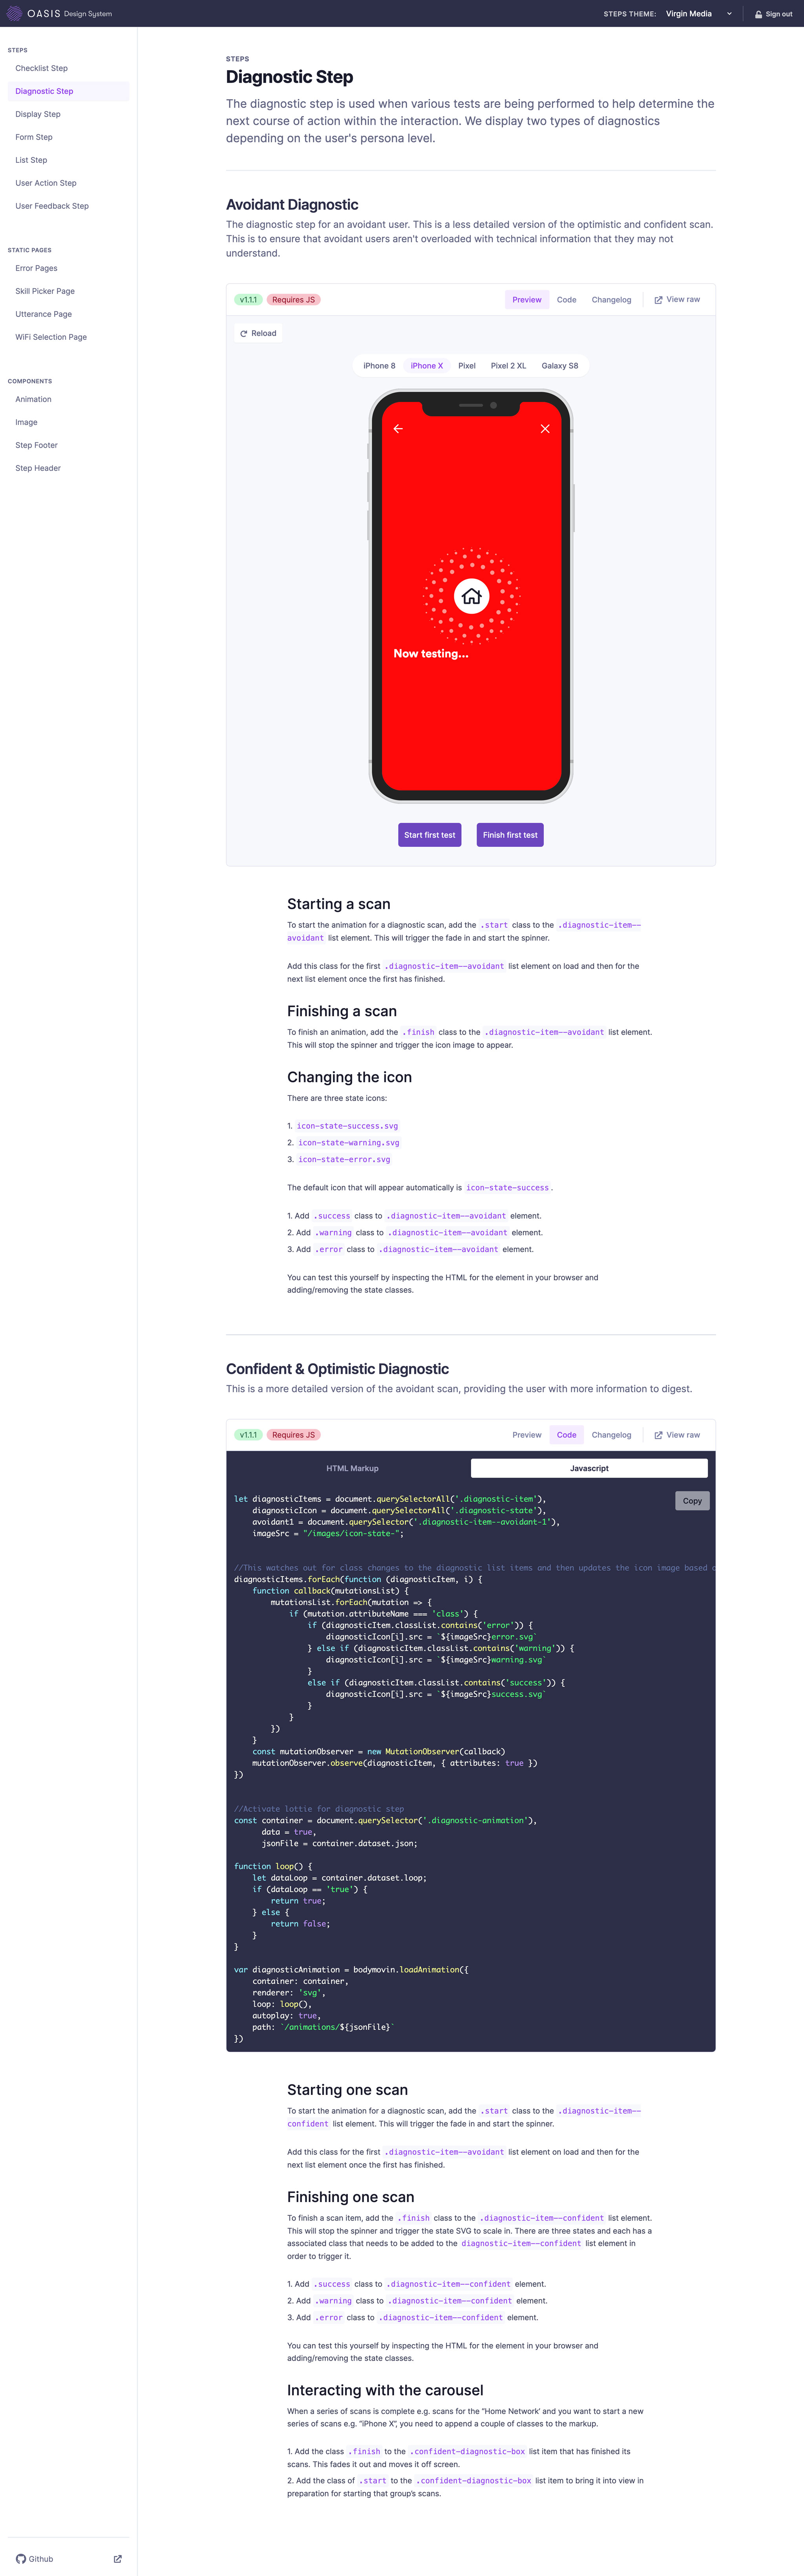 OASIS Design System
STEPS THEME: Virgin Media
Sign out
STEPS
Checklist Step
Diagnostic Step
Display Step
Form Step
List Step
User Action Step
User Feedback Step
STATIC PAGES
Error Pages
Skill Picker Page
Utterance Page
WiFi Selection Page
COMPONENTS
Animation
Image
Step Footer
Step Header
Github
STEPS
Diagnostic Step
The diagnostic step is used when various tests are being performed to help determine the
next course of action within the interaction. We display two types of diagnostics
depending on the user's persona level.
Avoidant Diagnostic
The diagnostic step for an avoidant user. This is a less detailed version of the optimistic and confident scan.
This is to ensure that avoidant users aren't overloaded with technical information that they may not
understand.
v1.1.1 Requires JS Preview Code Changelog View raw
Reload
iPhone 8 iPhone X Pixel Pixel 2 XL Galaxy S8
Now testing...
Start first test Finish first test
Starting a scan
To start the animation for a diagnostic scan, add the .start class to the .diagnostic-item--
avoidant list element. This will trigger the fade in and start the spinner.
Add this class for the first .diagnostic-item--avoidant list element on load and then for the
next list element once the first has finished.
Finishing a scan
To finish an animation, add the .finish class to the .diagnostic-item--avoidant list element.
This will stop the spinner and trigger the icon image to appear.
Changing the icon
There are three state icons:
1. icon-state-success.svg
2. icon-state-warning.svg
3. icon-state-error.svg
The default icon that will appear automatically is icon-state-success.
1. Add .success class to .diagnostic-item--avoidant element.
2. Add .warning class to .diagnostic-item--avoidant element.
3. Add .error class to .diagnostic-item--avoidant element.
You can test this yourself by inspecting the HTML for the element in your browser and
adding/removing the state classes.
Confident & Optimistic Diagnostic
This is a more detailed version of the avoidant scan, providing the user with more information to digest.
v1.1.1 Requires JS Preview Code Changelog View raw
HTML Markup Javascript
Copy
let diagnosticItems = document.querySelectorAll('.diagnostic-item'),
diagnosticIcon = document.querySelectorAll('.diagnostic-state'),
avoidant1 = document.querySelector('.diagnostic-item--avoidant-1'),
imageSrc = "/images/icon-state-";
//This watches out for class changes to the diagnostic list items and then updates the icon image based
diagnosticItems.forEach(function (diagnosticItem, i) {
function callback(mutationsList) {
mutationsList.forEach(mutation => {
if (mutation.attributeName === 'class') {
if (diagnosticItem.classList.contains('error')) {
diagnosticIcon[i].src = `${imageSrc}error.svg`
} else if (diagnosticItem.classList.contains('warning')) {
diagnosticIcon[i].src = `${imageSrc}warning.svg`
}
else if (diagnosticItem.classList.contains('success')) {
diagnosticIcon[i].src = `${imageSrc}success.svg`
}
}
})
}
const mutationObserver = new MutationObserver(callback)
mutationObserver.observe(diagnosticItem, { attributes: true })
})
//Activate lottie for diagnostic step
const container = document.querySelector('.diagnostic-animation'),
data = true,
jsonFile = container.dataset.json;
function loop() {
let dataLoop = container.dataset.loop;
if (dataLoop == 'true') {
return true;
} else {
return false;
}
}
var diagnosticAnimation = bodymovin.loadAnimation({
container: container,
renderer: 'svg',
loop: loop(),
autoplay: true,
path: `/animations/${jsonFile}`
})
Starting one scan
To start the animation for a diagnostic scan, add the .start class to the .diagnostic-item--
confident list element. This will trigger the fade in and start the spinner.
Add this class for the first .diagnostic-item--avoidant list element on load and then for the
next list element once the first has finished.
Finishing one scan
To finish a scan item, add the .finish class to the .diagnostic-item--confident list element.
This will stop the spinner and trigger the state SVG to scale in. There are three states and each has a
associated class that needs to be added to the diagnostic-item--confident list element in
order to trigger it.
1. Add .success class to .diagnostic-item--confident element.
2. Add .warning class to .diagnostic-item--confident element.
3. Add .error class to .diagnostic-item--confident element.
You can test this yourself by inspecting the HTML for the element in your browser and
adding/removing the state classes.
Interacting with the carousel
When a series of scans is complete e.g. scans for the “Home Network’ and you want to start a new
series of scans e.g. “iPhone X”, you need to append a couple of classes to the markup.
1. Add the class .finish to the .confident-diagnostic-box list item that has finished its
scans. This fades it out and moves it off screen.
2. Add the class of .start to the .confident-diagnostic-box list item to bring it into view in
preparation for starting that group’s scans.